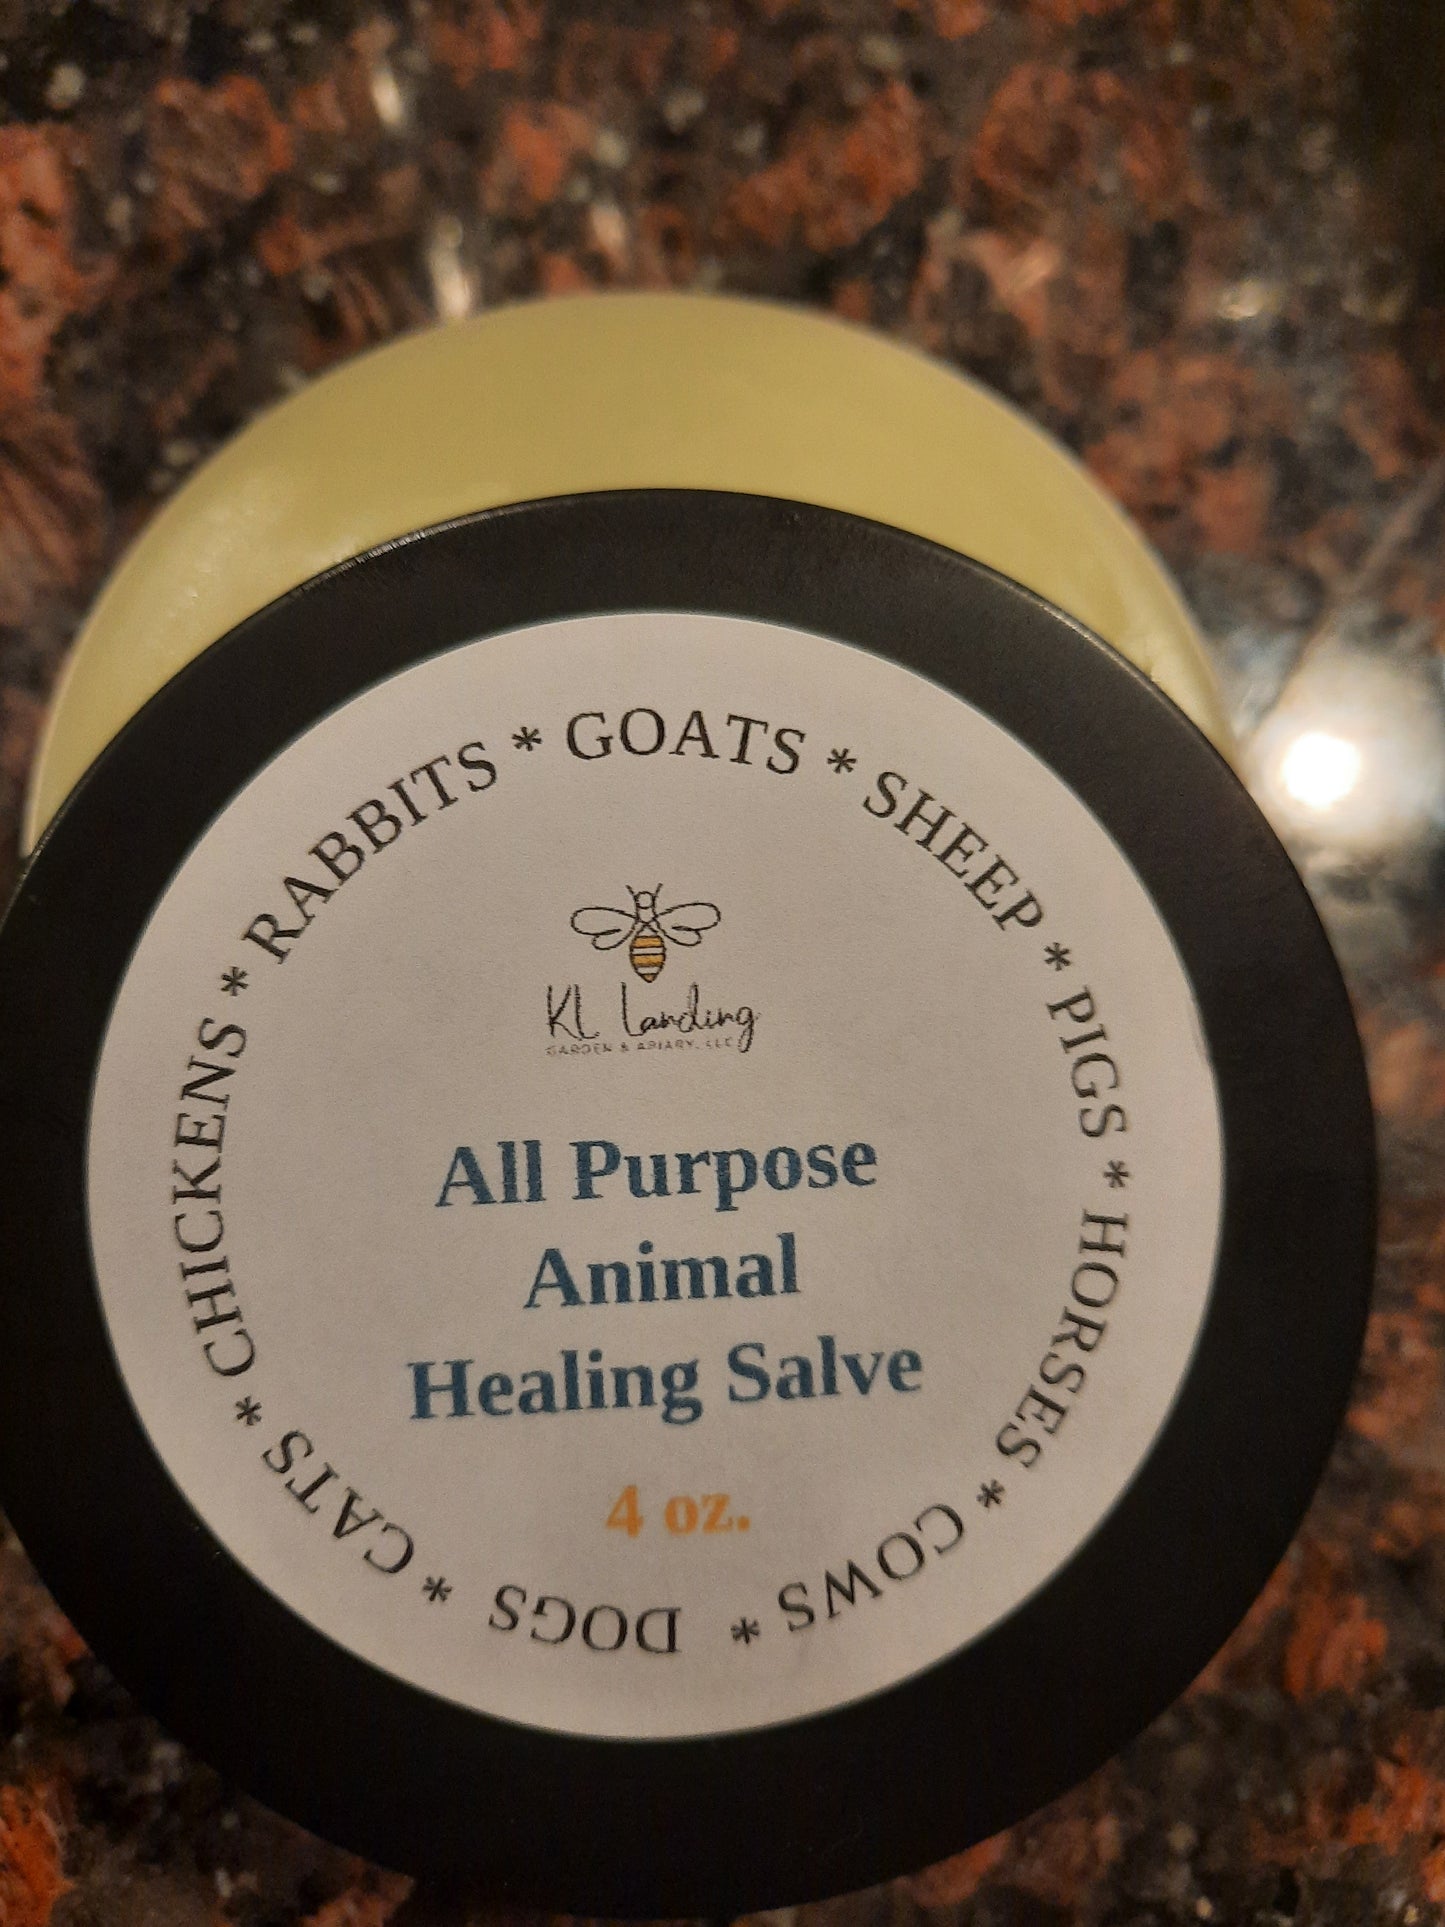 GOATS * SHEEP * PIGS * HORSES * COWS * DOGS * CATS * CHICKENS * RABBITS *
KL Landing
GARDEN & APIARY, LLC
All Purpose
Animal
Healing Salve
4 oz.